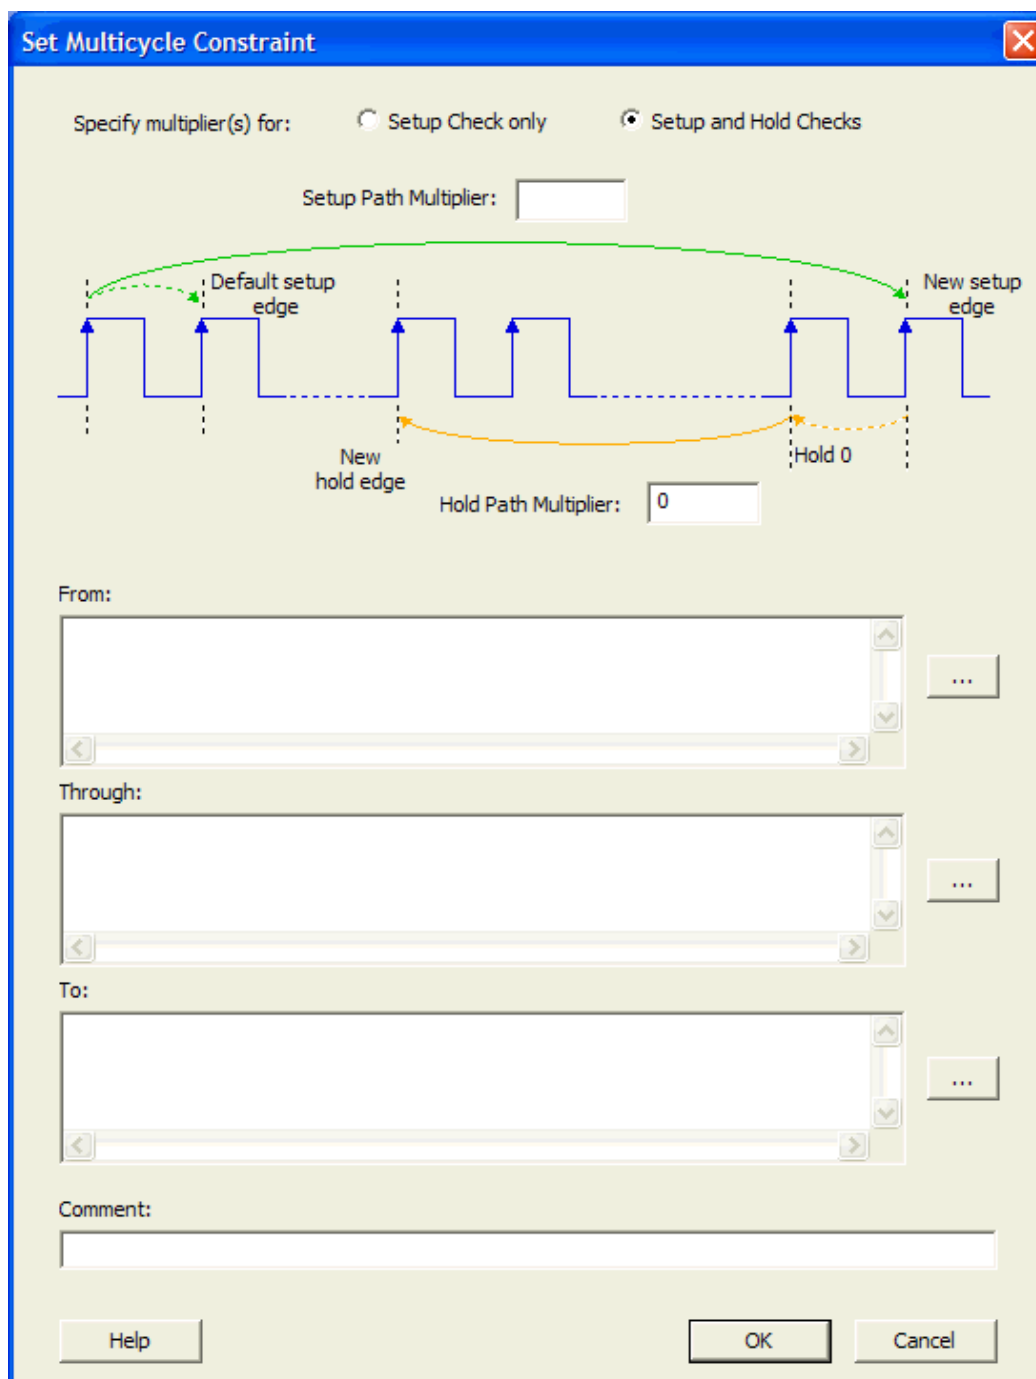 Set Multicycle Constraint
Specify multiplier(s) for: Setup Check only Setup and Hold Checks
Setup Path Multiplier:
Default setup
edge
New setup
edge
New
hold edge
Hold 0
Hold Path Multiplier: 0
From:
...
Through:
...
To:
...
Comment:
Help OK Cancel